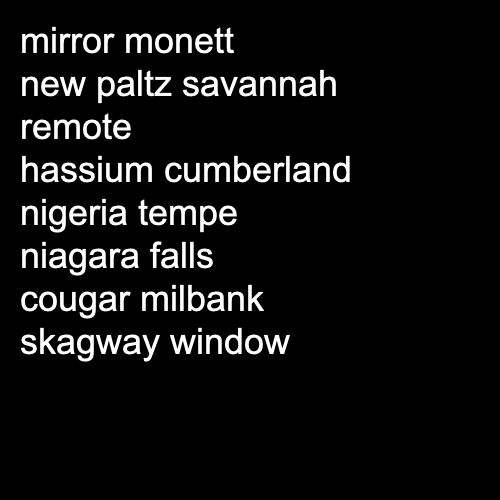 mirror monett
new paltz savannah
remote
hassium cumberland
nigeria tempe
niagara falls
cougar milbank
skagway window